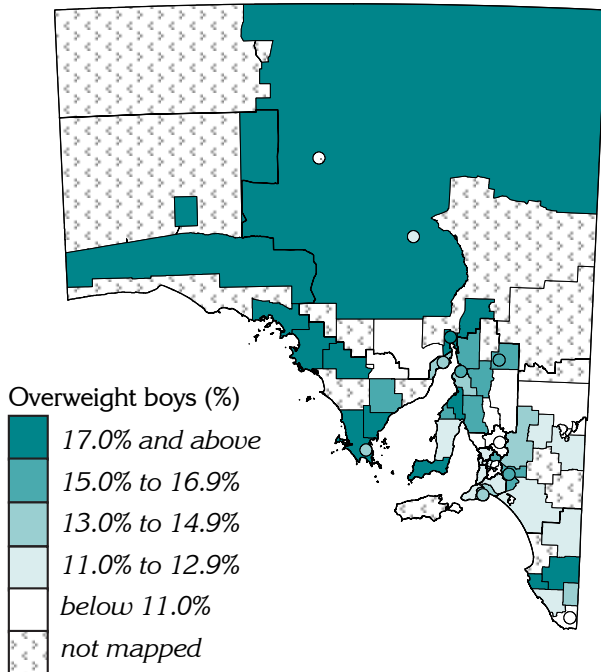 Overweight boys (%)
17.0% and above
15.0% to 16.9%
13.0% to 14.9%
11.0% to 12.9%
below 11.0%
not mapped